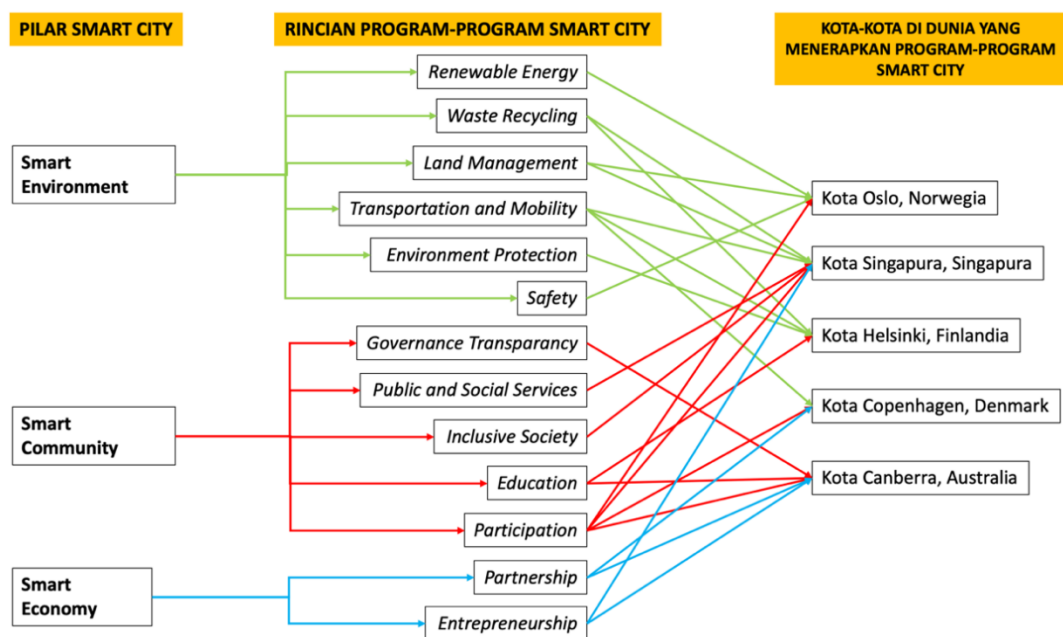 PILAR SMART CITY
RINCIAN PROGRAM-PROGRAM SMART CITY
KOTA-KOTA DI DUNIA YANG
MENERAPKAN PROGRAM-PROGRAM
SMART CITY
Smart
Environment
Renewable Energy
Waste Recycling
Land Management
Transportation and Mobility
Environment Protection
Safety
Smart
Community
Governance Transparancy
Public and Social Services
Inclusive Society
Education
Participation
Smart
Economy
Partnership
Entrepreneurship
Kota Oslo, Norwegia
Kota Singapura, Singapura
Kota Helsinki, Finlandia
Kota Copenhagen, Denmark
Kota Canberra, Australia